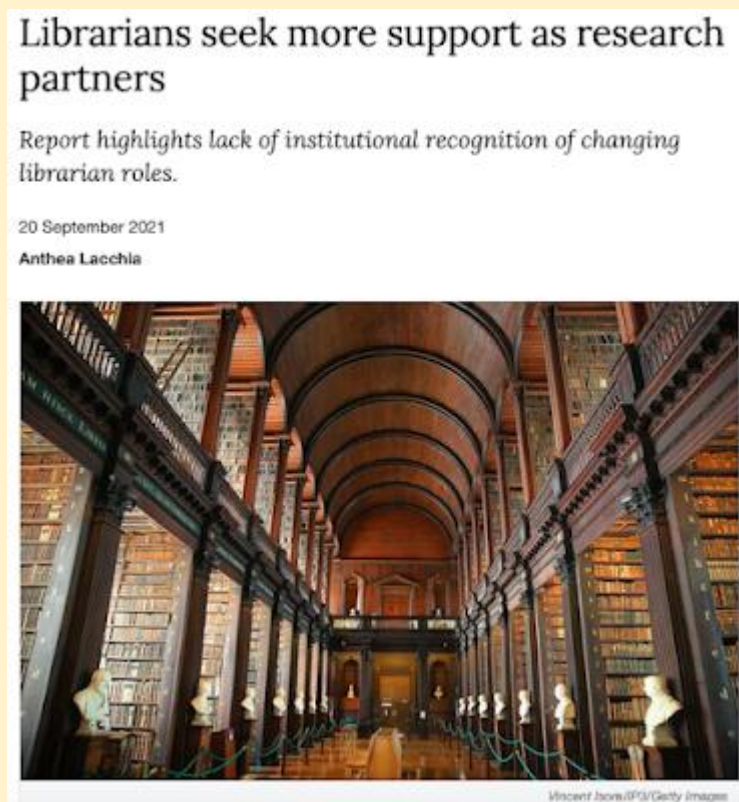 Librarians seek more support as research
partners
Report highlights lack of institutional recognition of changing
librarian roles.
20 September 2021
Anthea Lacchia
Vincent Isore/IP3/Getty Images